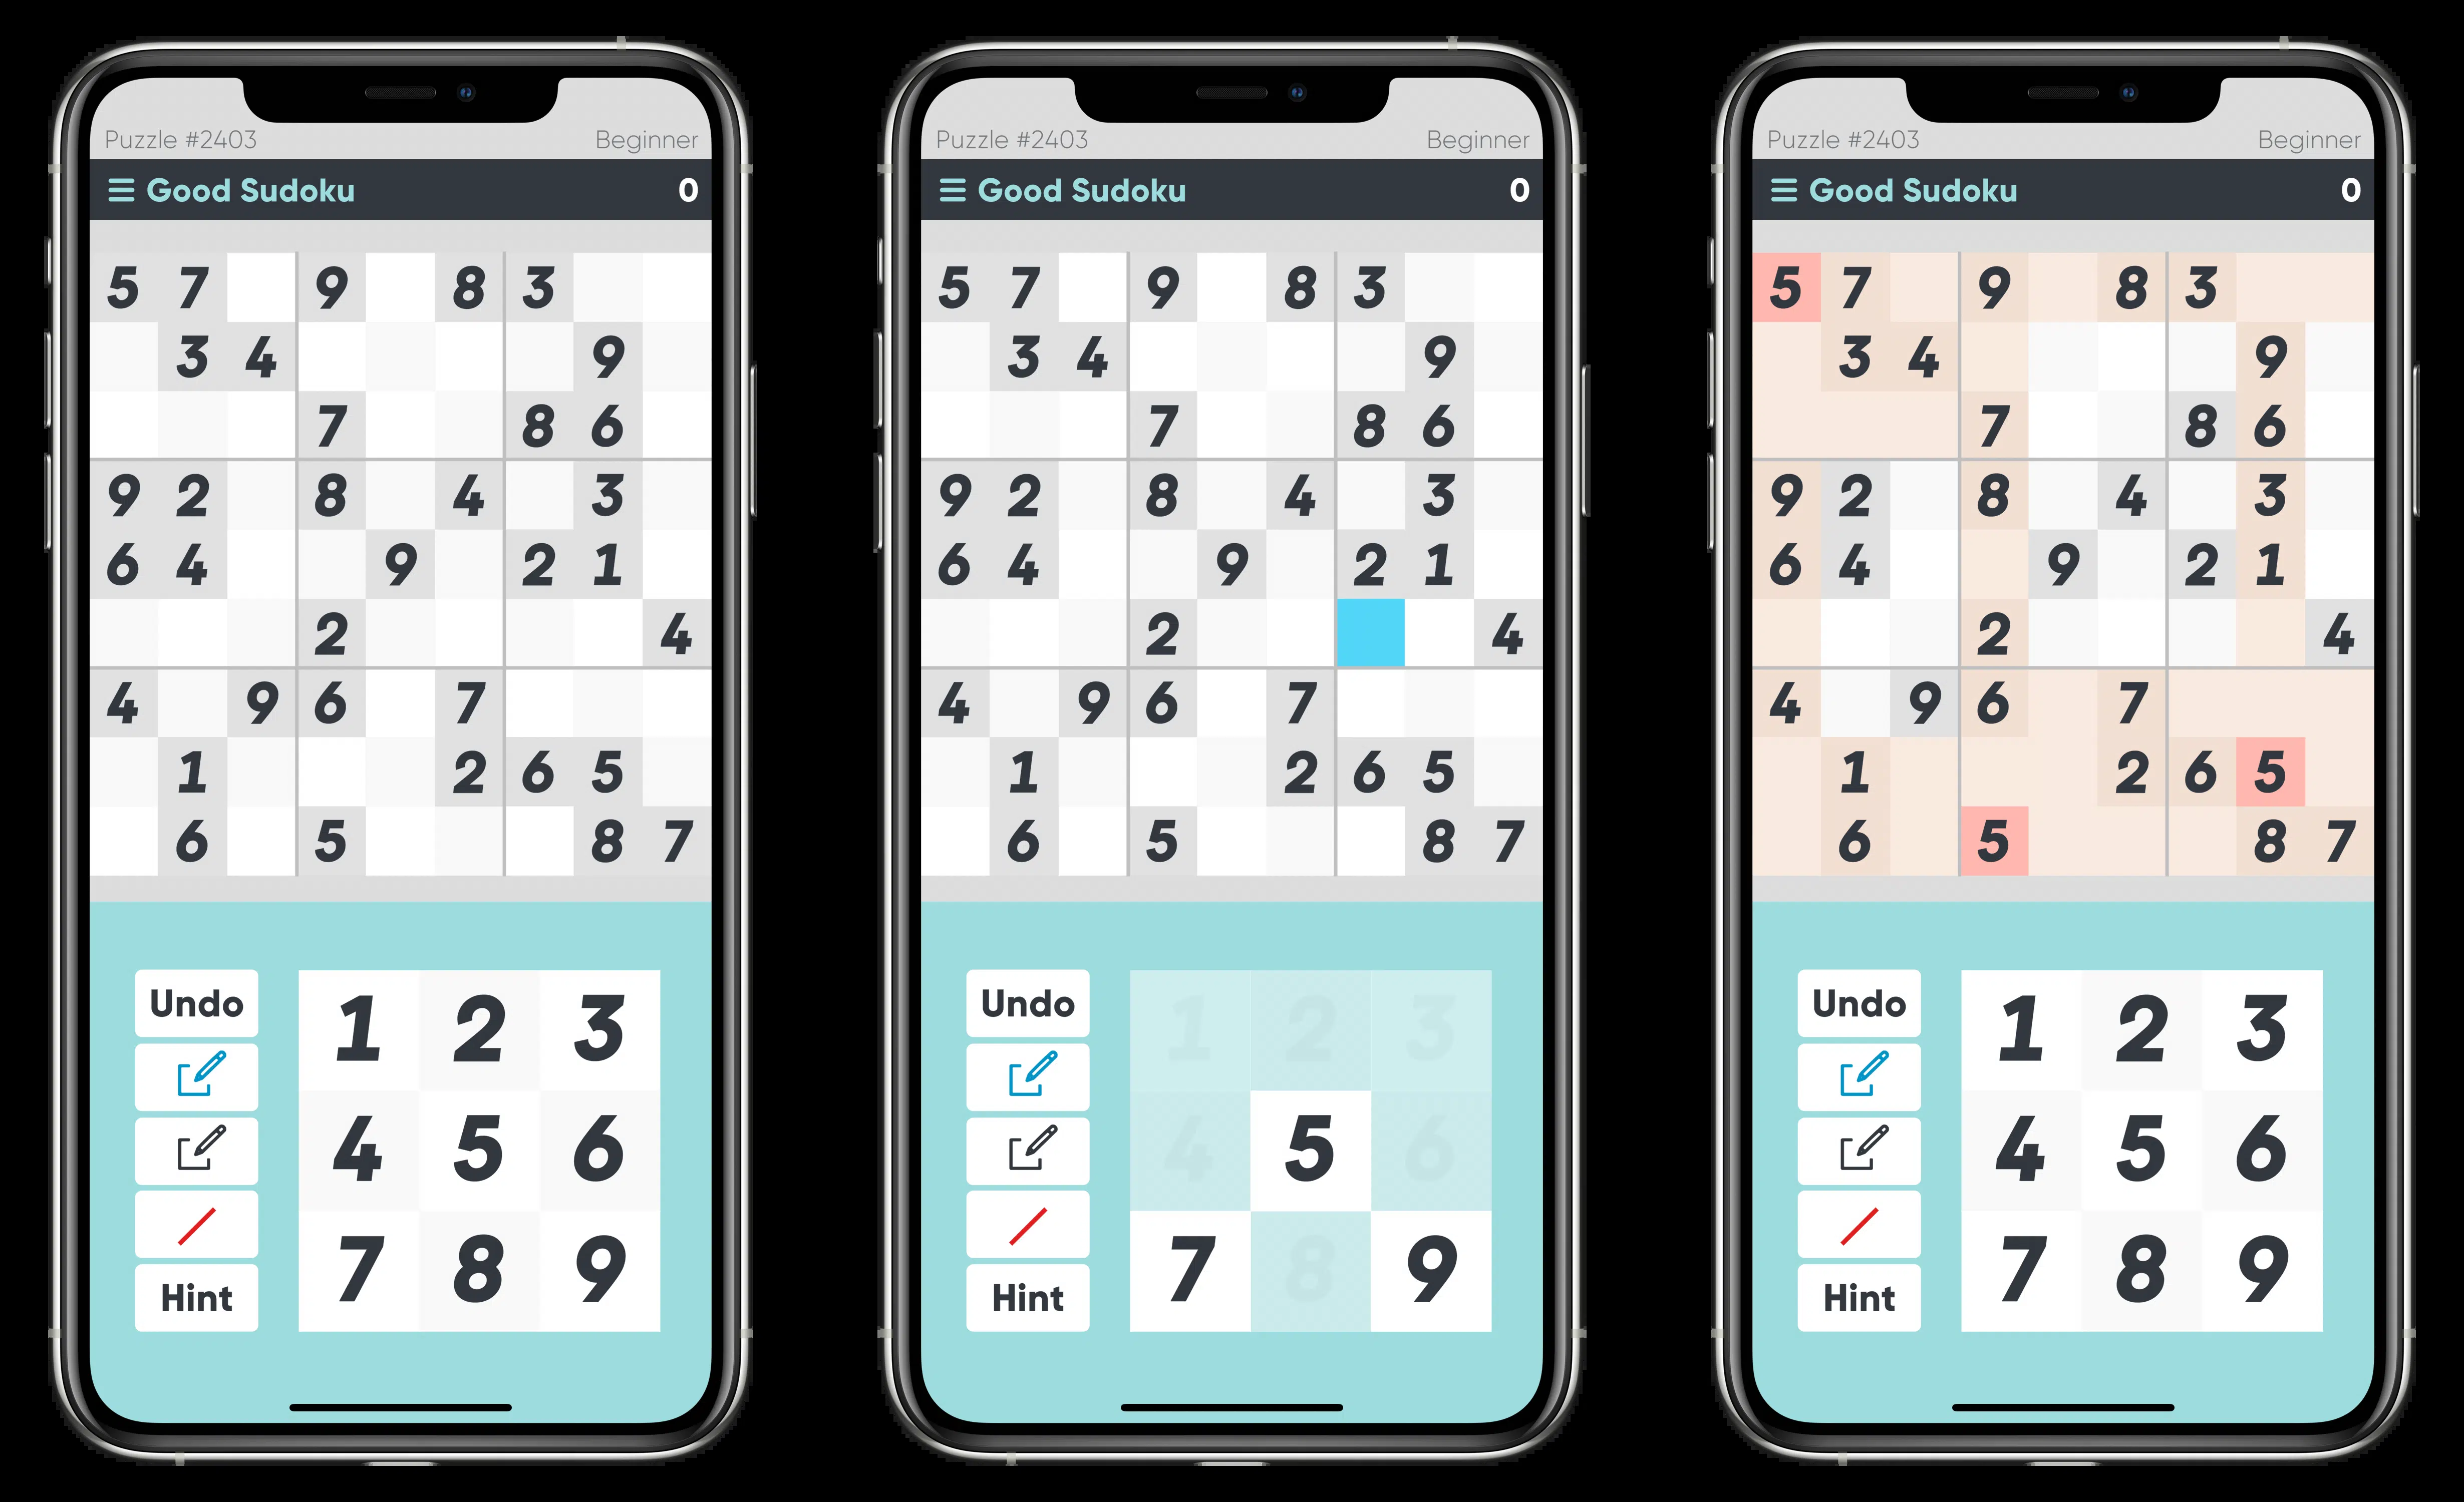 Puzzle #2403 Beginner
Good Sudoku 0
5 7 9 8 3
3 4 9
7 8 6
9 2 8 4 3
6 4 9 2 1
2 4
4 9 6 7
1 2 6 5
6 5 8 7
Undo
1 2 3
4 5 6
7 8 9
Hint
Puzzle #2403 Beginner
Good Sudoku 0
5 7 9 8 3
3 4 9
7 8 6
9 2 8 4 3
6 4 9 2 1
2 4
4 9 6 7
1 2 6 5
6 5 8 7
Undo
1 2 3
4 5 6
7 8 9
Hint
Puzzle #2403 Beginner
Good Sudoku 0
5 7 9 8 3
3 4 9
7 8 6
9 2 8 4 3
6 4 9 2 1
2 4
4 9 6 7
1 2 6 5
6 5 8 7
Undo
1 2 3
4 5 6
7 8 9
Hint